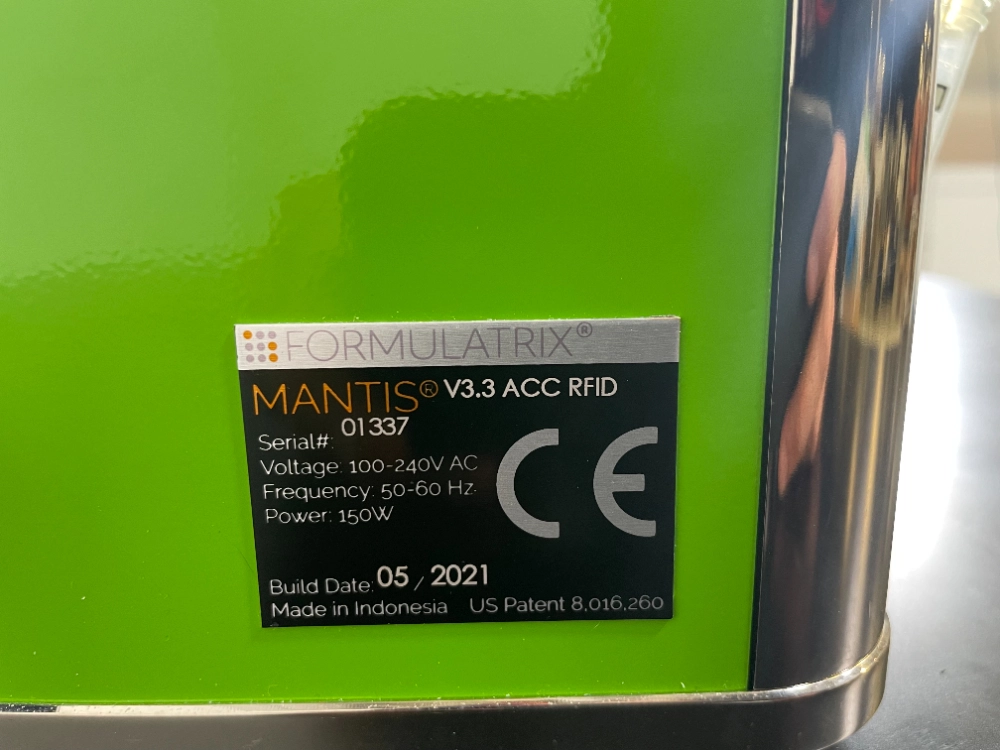 FORMULATRIX®
MANTIS® V3.3 ACC RFID
Serial#: 01337
Voltage: 100-240V AC
Frequency: 50-60 Hz
Power: 150W
CE
Build Date: 05 / 2021
Made in Indonesia US Patent 8,016,260